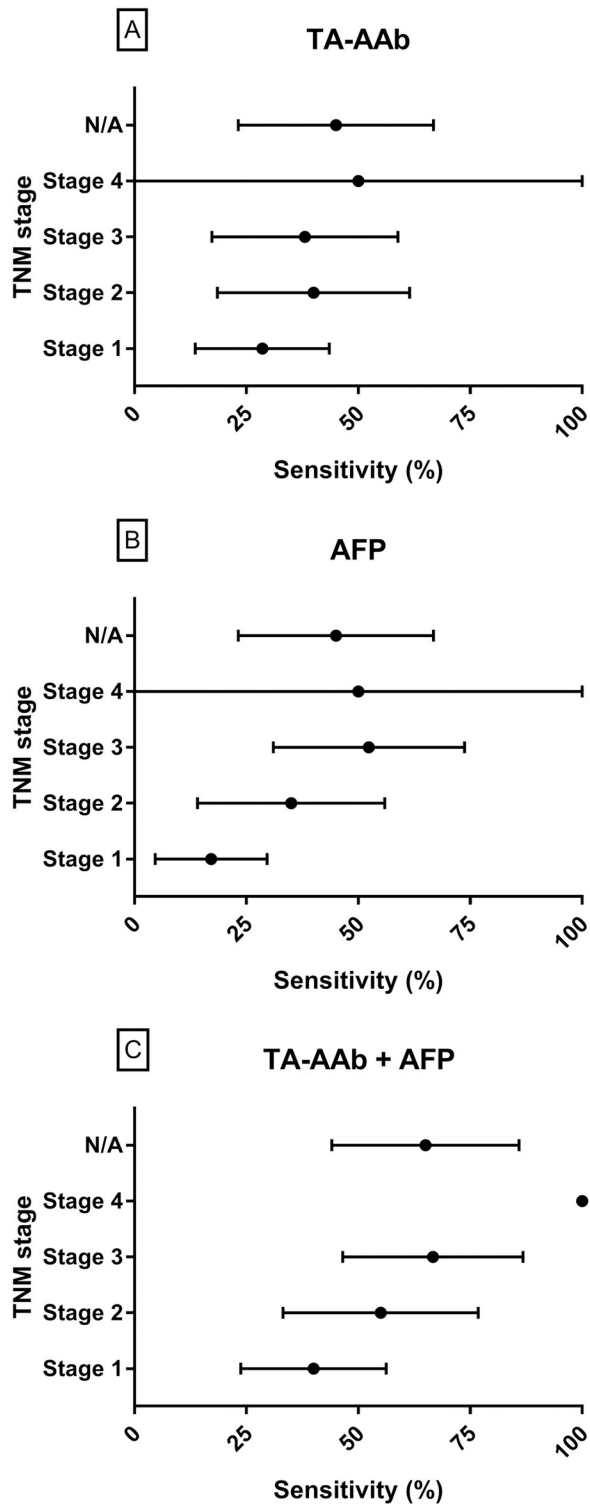 A
TA-AAb
TNM stage
N/A
Stage 4
Stage 3
Stage 2
Stage 1
0
25
50
75
100
Sensitivity (%)
B
AFP
TNM stage
N/A
Stage 4
Stage 3
Stage 2
Stage 1
0
25
50
75
100
Sensitivity (%)
C
TA-AAb + AFP
TNM stage
N/A
Stage 4
Stage 3
Stage 2
Stage 1
0
25
50
75
100
Sensitivity (%)